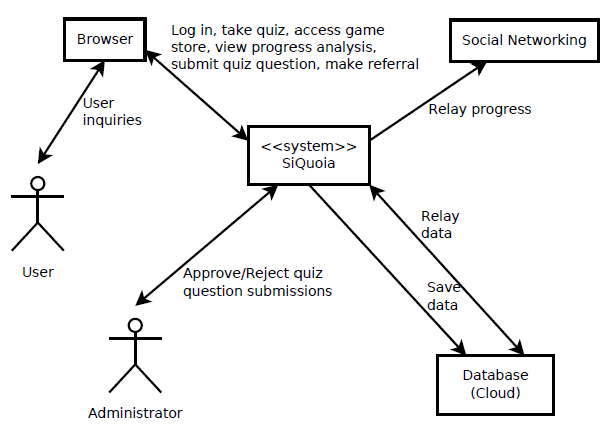 Browser
Log in, take quiz, access game
store, view progress analysis,
submit quiz question, make referral
Social Networking
User
inquiries
Relay progress
<<system>>
SiQuoia
User
Relay
data
Approve/Reject quiz
question submissions
Save
data
Administrator
Database
(Cloud)